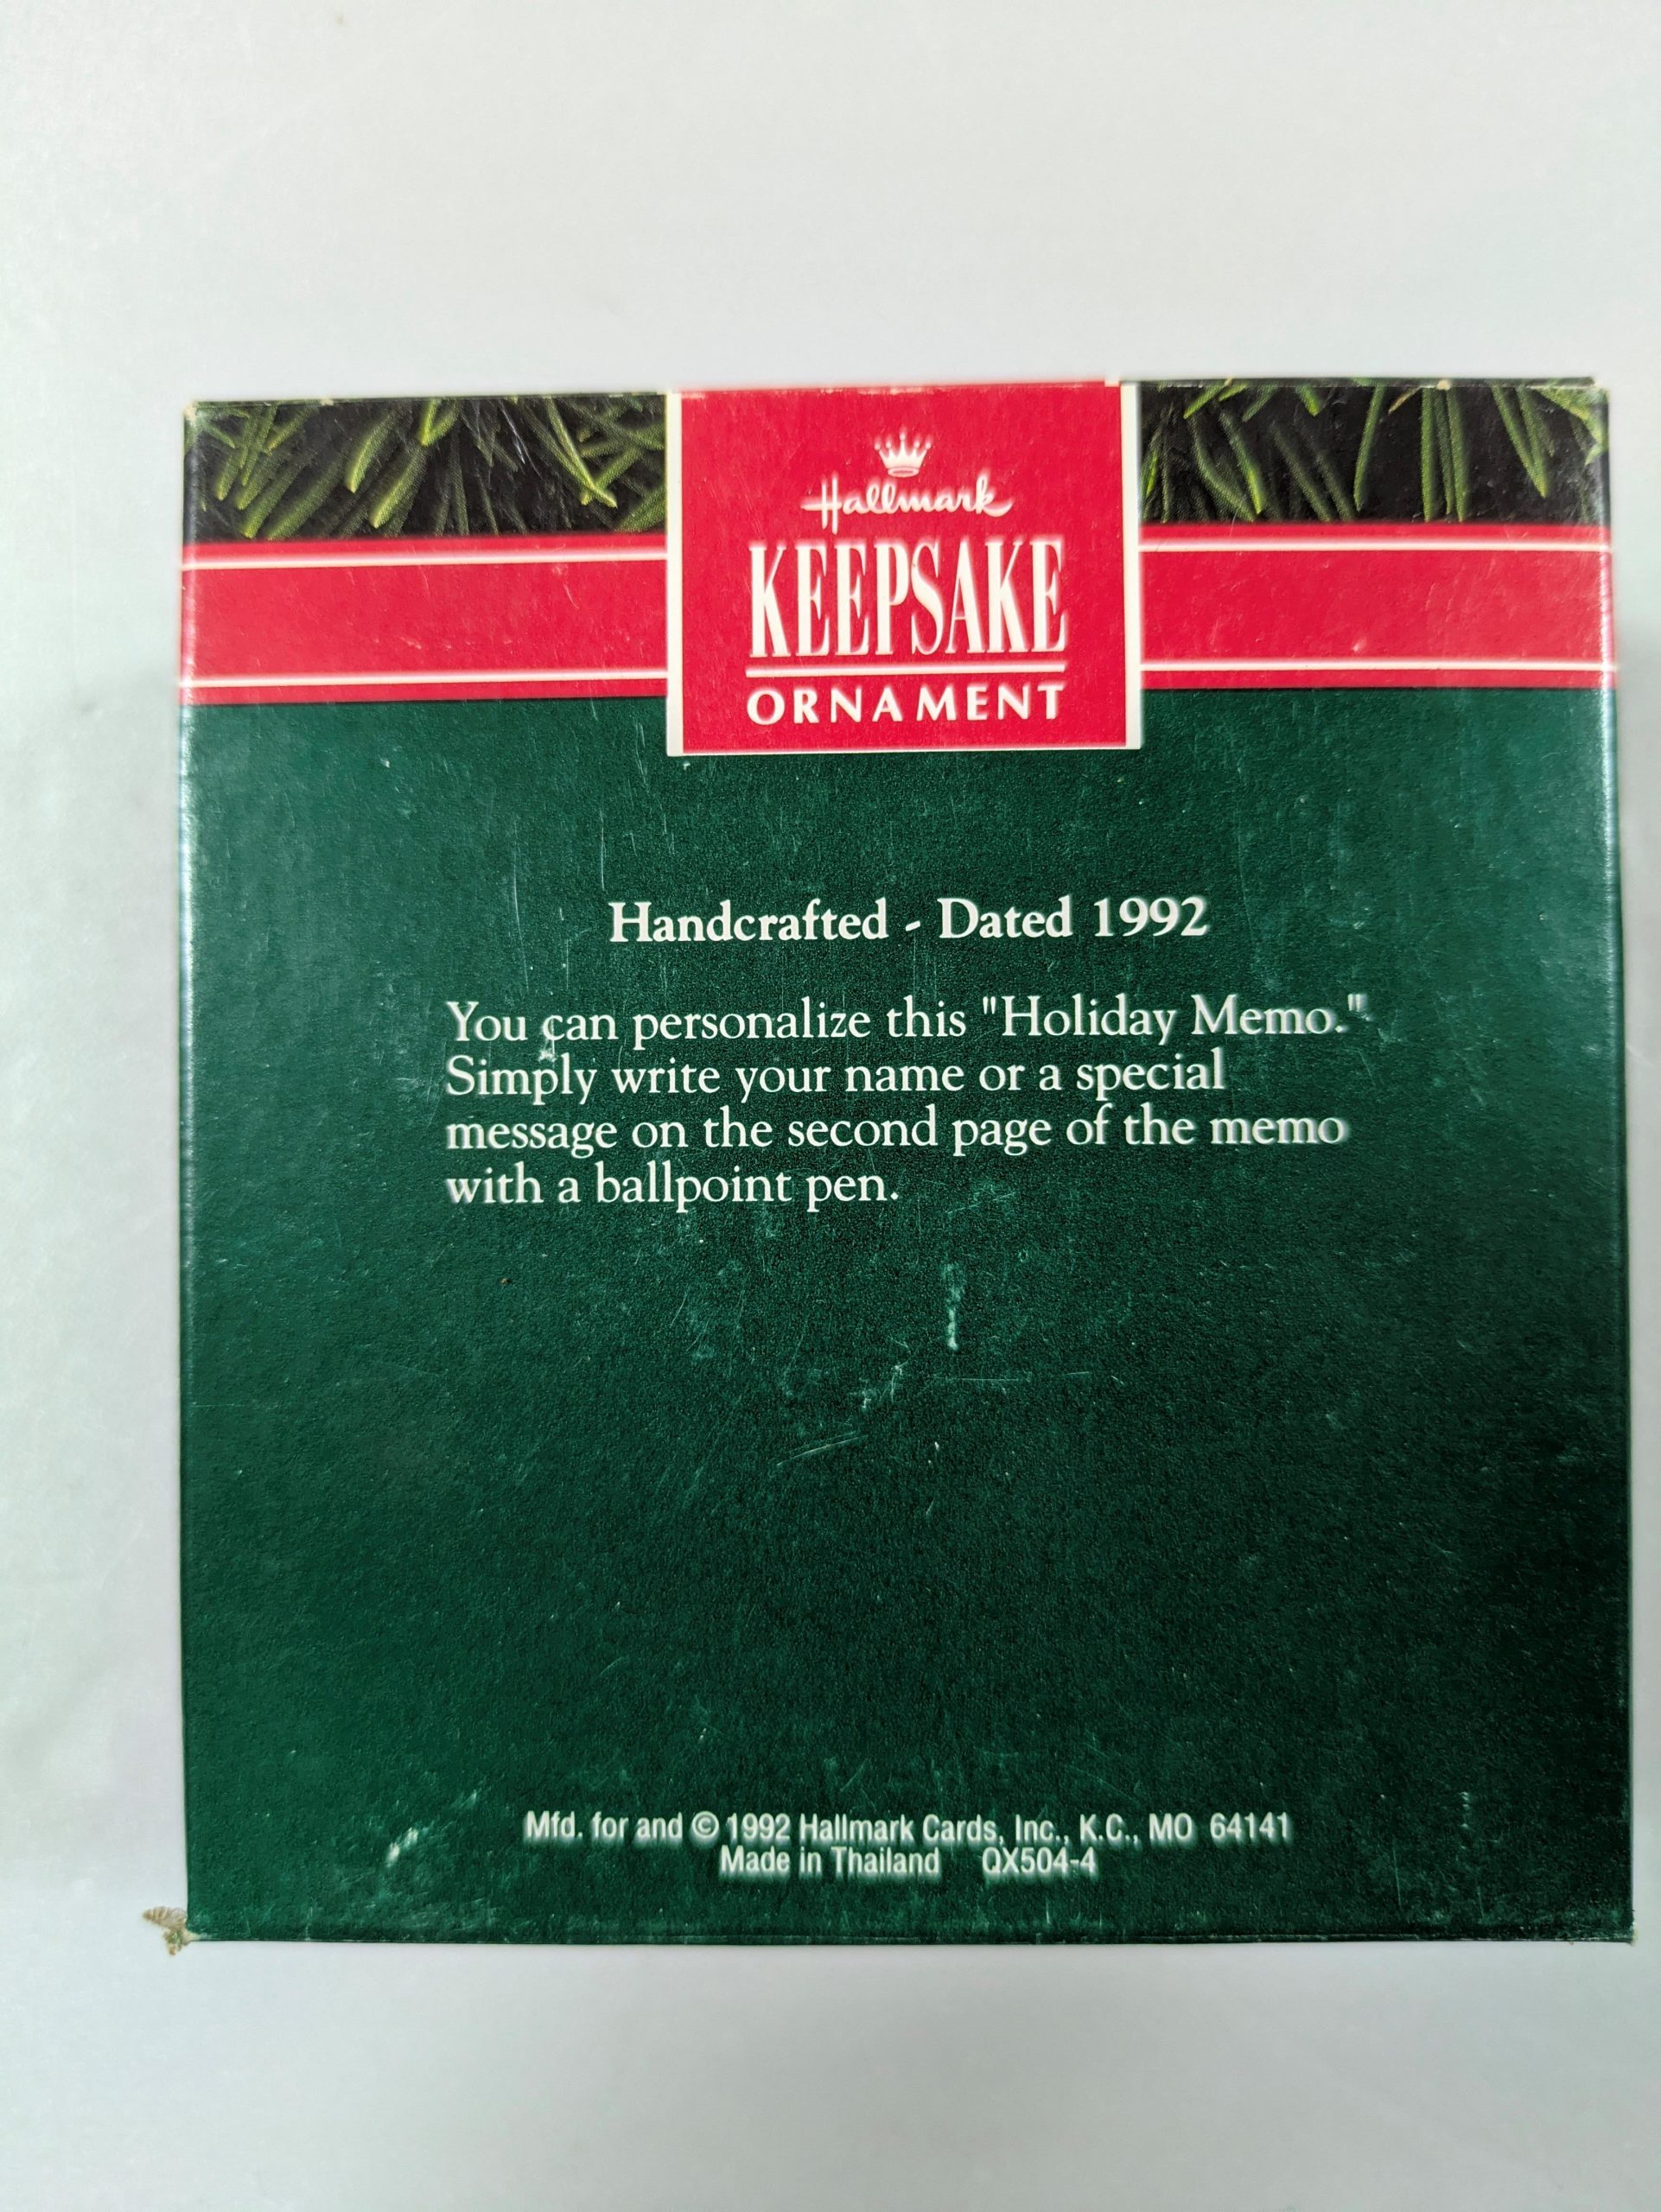 Hallmark
KEEPSAKE
ORNAMENT
Handcrafted - Dated 1992
You can personalize this "Holiday Memo."
Simply write your name or a special
message on the second page of the memo
with a ballpoint pen.
Mfd. for and © 1992 Hallmark Cards, Inc., K.C., MO 64141
Made in Thailand QX504-4